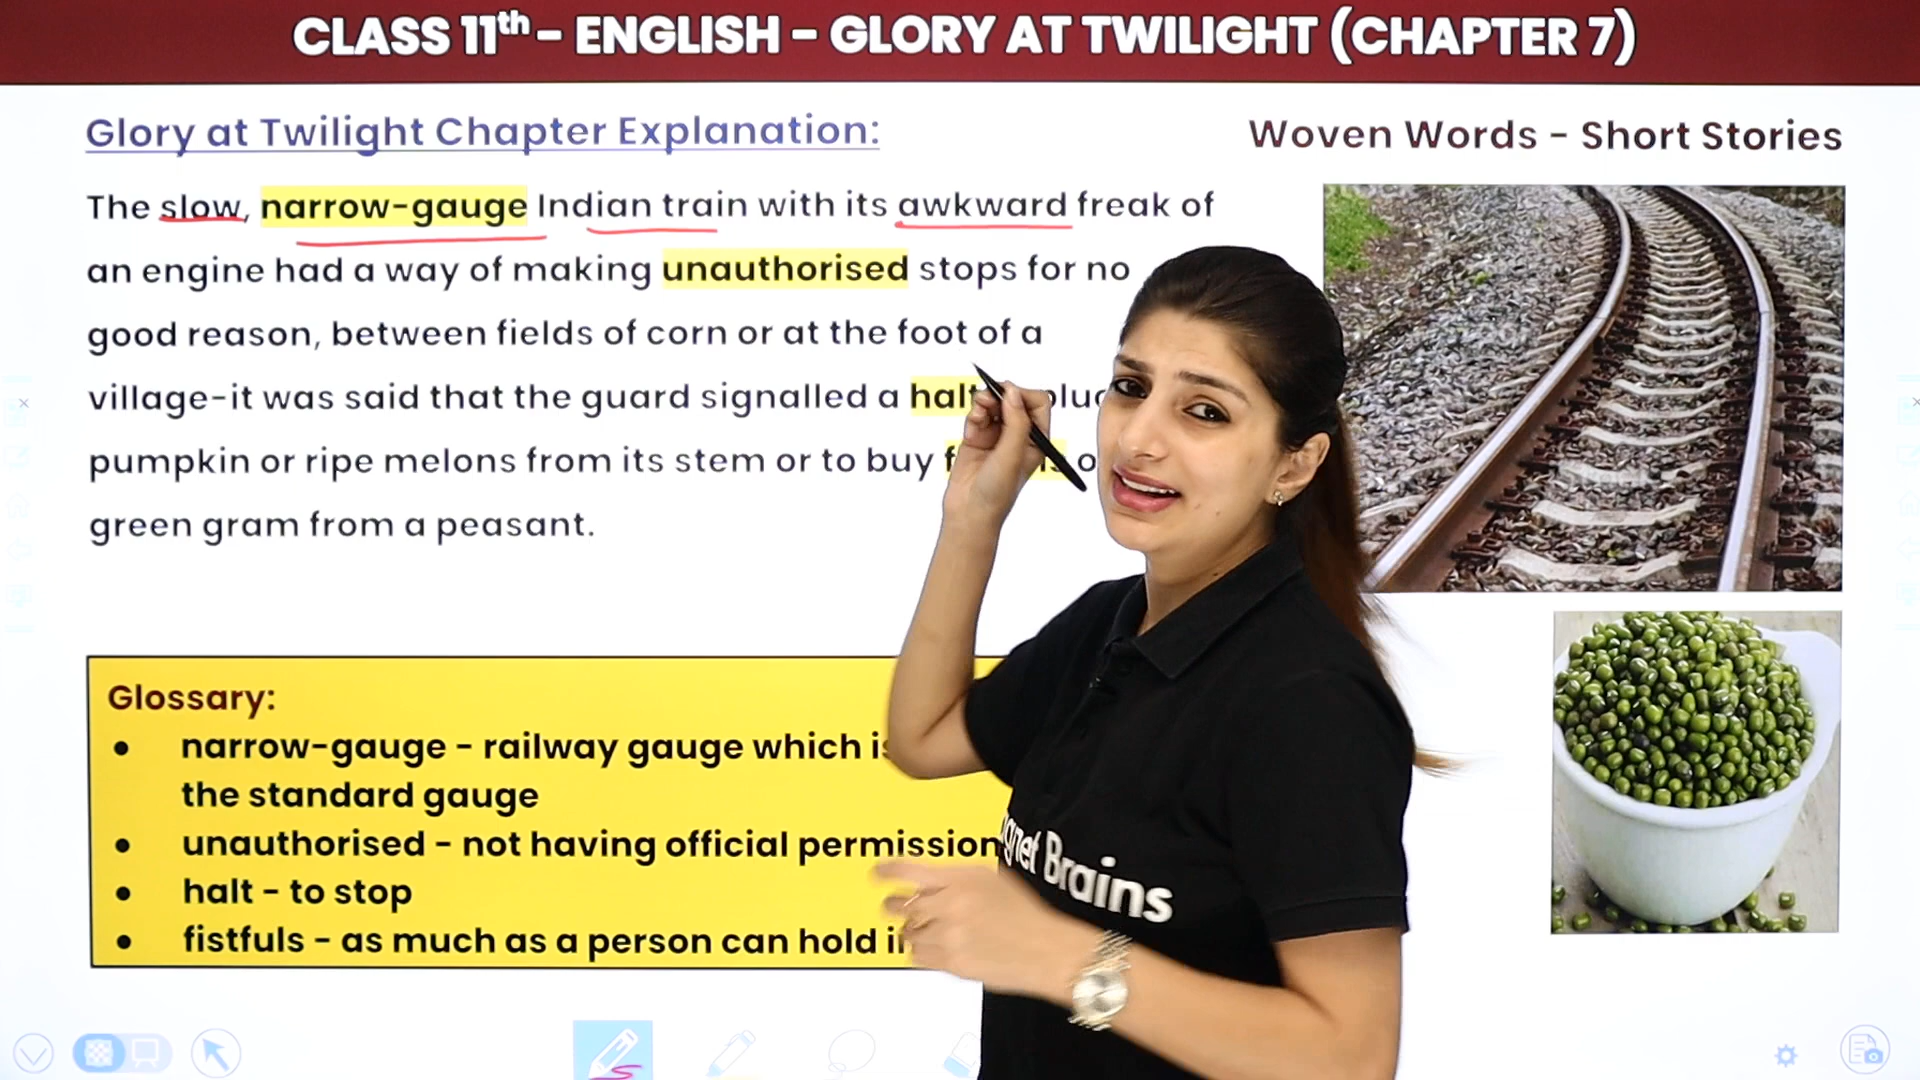 CLASS 11th - ENGLISH - GLORY AT TWILIGHT (CHAPTER 7)
Glory at Twilight Chapter Explanation:
Woven Words - Short Stories
The slow, narrow-gauge Indian train with its awkward freak of
an engine had a way of making unauthorised stops for no
good reason, between fields of corn or at the foot of a
village-it was said that the guard signalled a halt
pumpkin or ripe melons from its stem or to buy
green gram from a peasant.
Glossary:
• narrow-gauge - railway gauge which
the standard gauge
• unauthorised - not having official permission
• halt - to stop
• fistfuls - as much as a person can hold
Brains